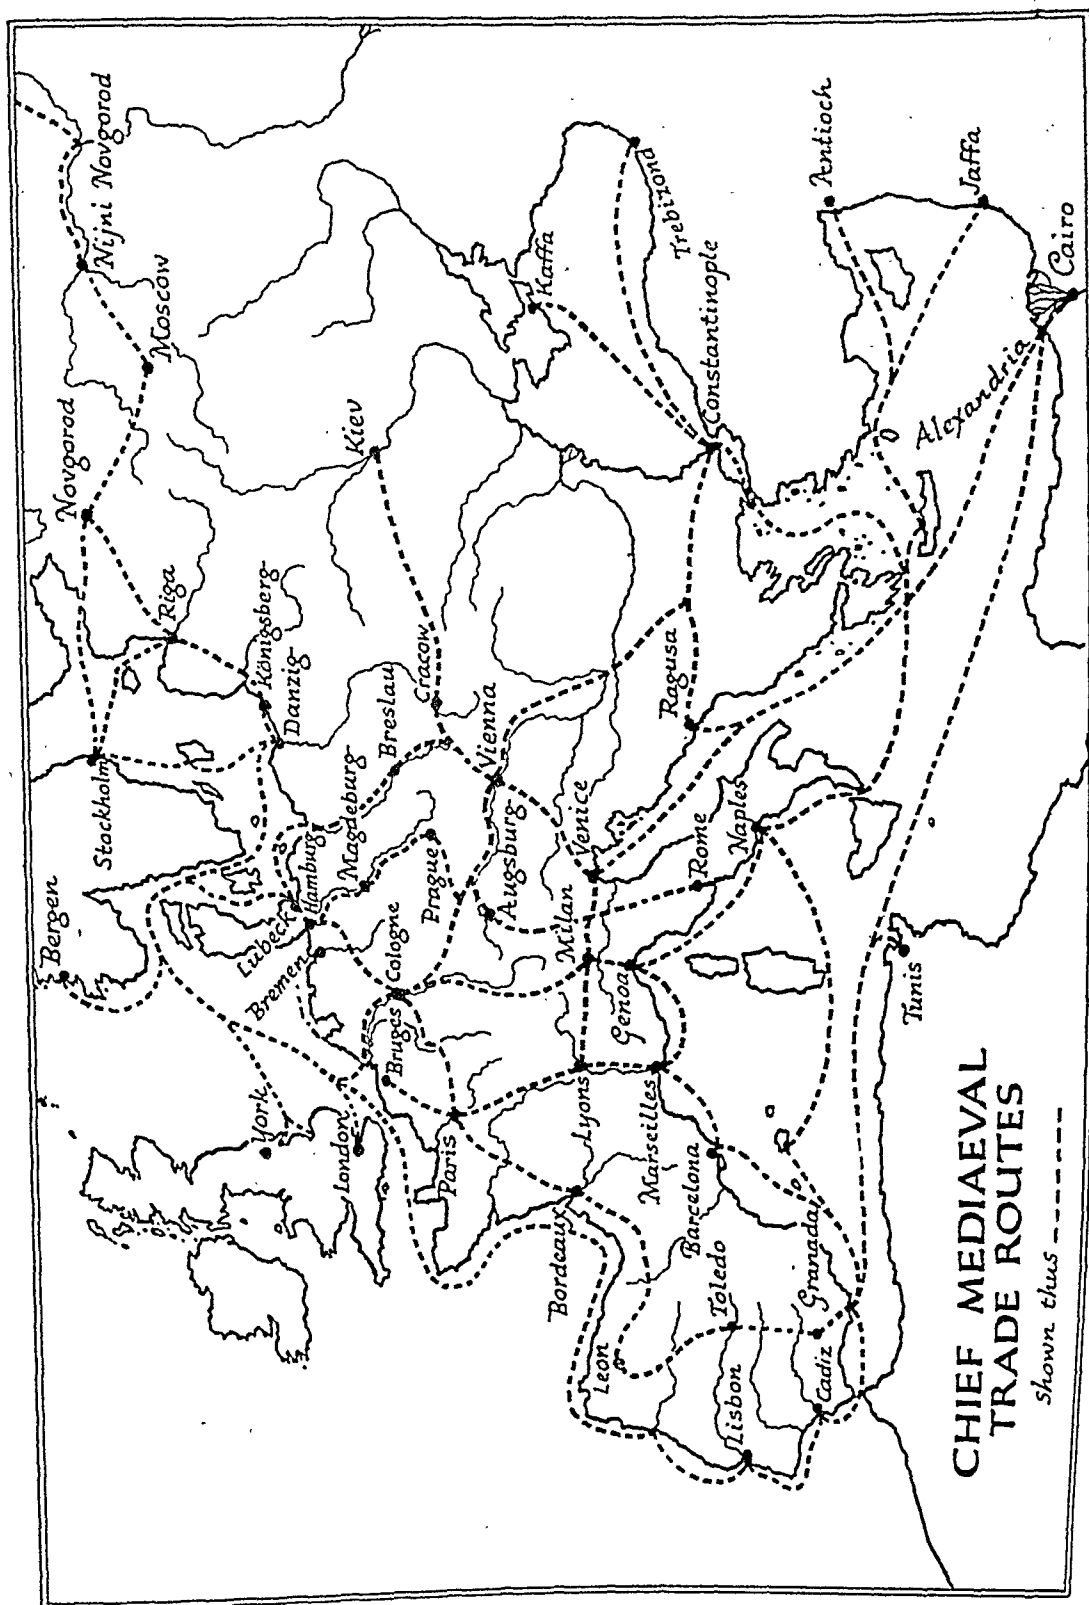 Bergen
Stockholm
Novgorod
Nijni Novgorod
Moscow
Riga
Königsberg
Danzig
York
London
Lübeck
Hamburg
Bremen
Magdeburg
Breslau
Cracow
Kiev
Bruges
Cologne
Prague
Vienna
Augsburg
Paris
Kaffa
Trebizond
Constantinople
Bordeaux
Lyons
Milan
Venice
Genoa
Marseilles
Ragusa
Rome
Naples
Leon
Barcelona
Toledo
Granada
Lisbon
Cadiz
Tunis
Antioch
Jaffa
Alexandria
Cairo
CHIEF MEDIAEVAL
TRADE ROUTES
Shown thus